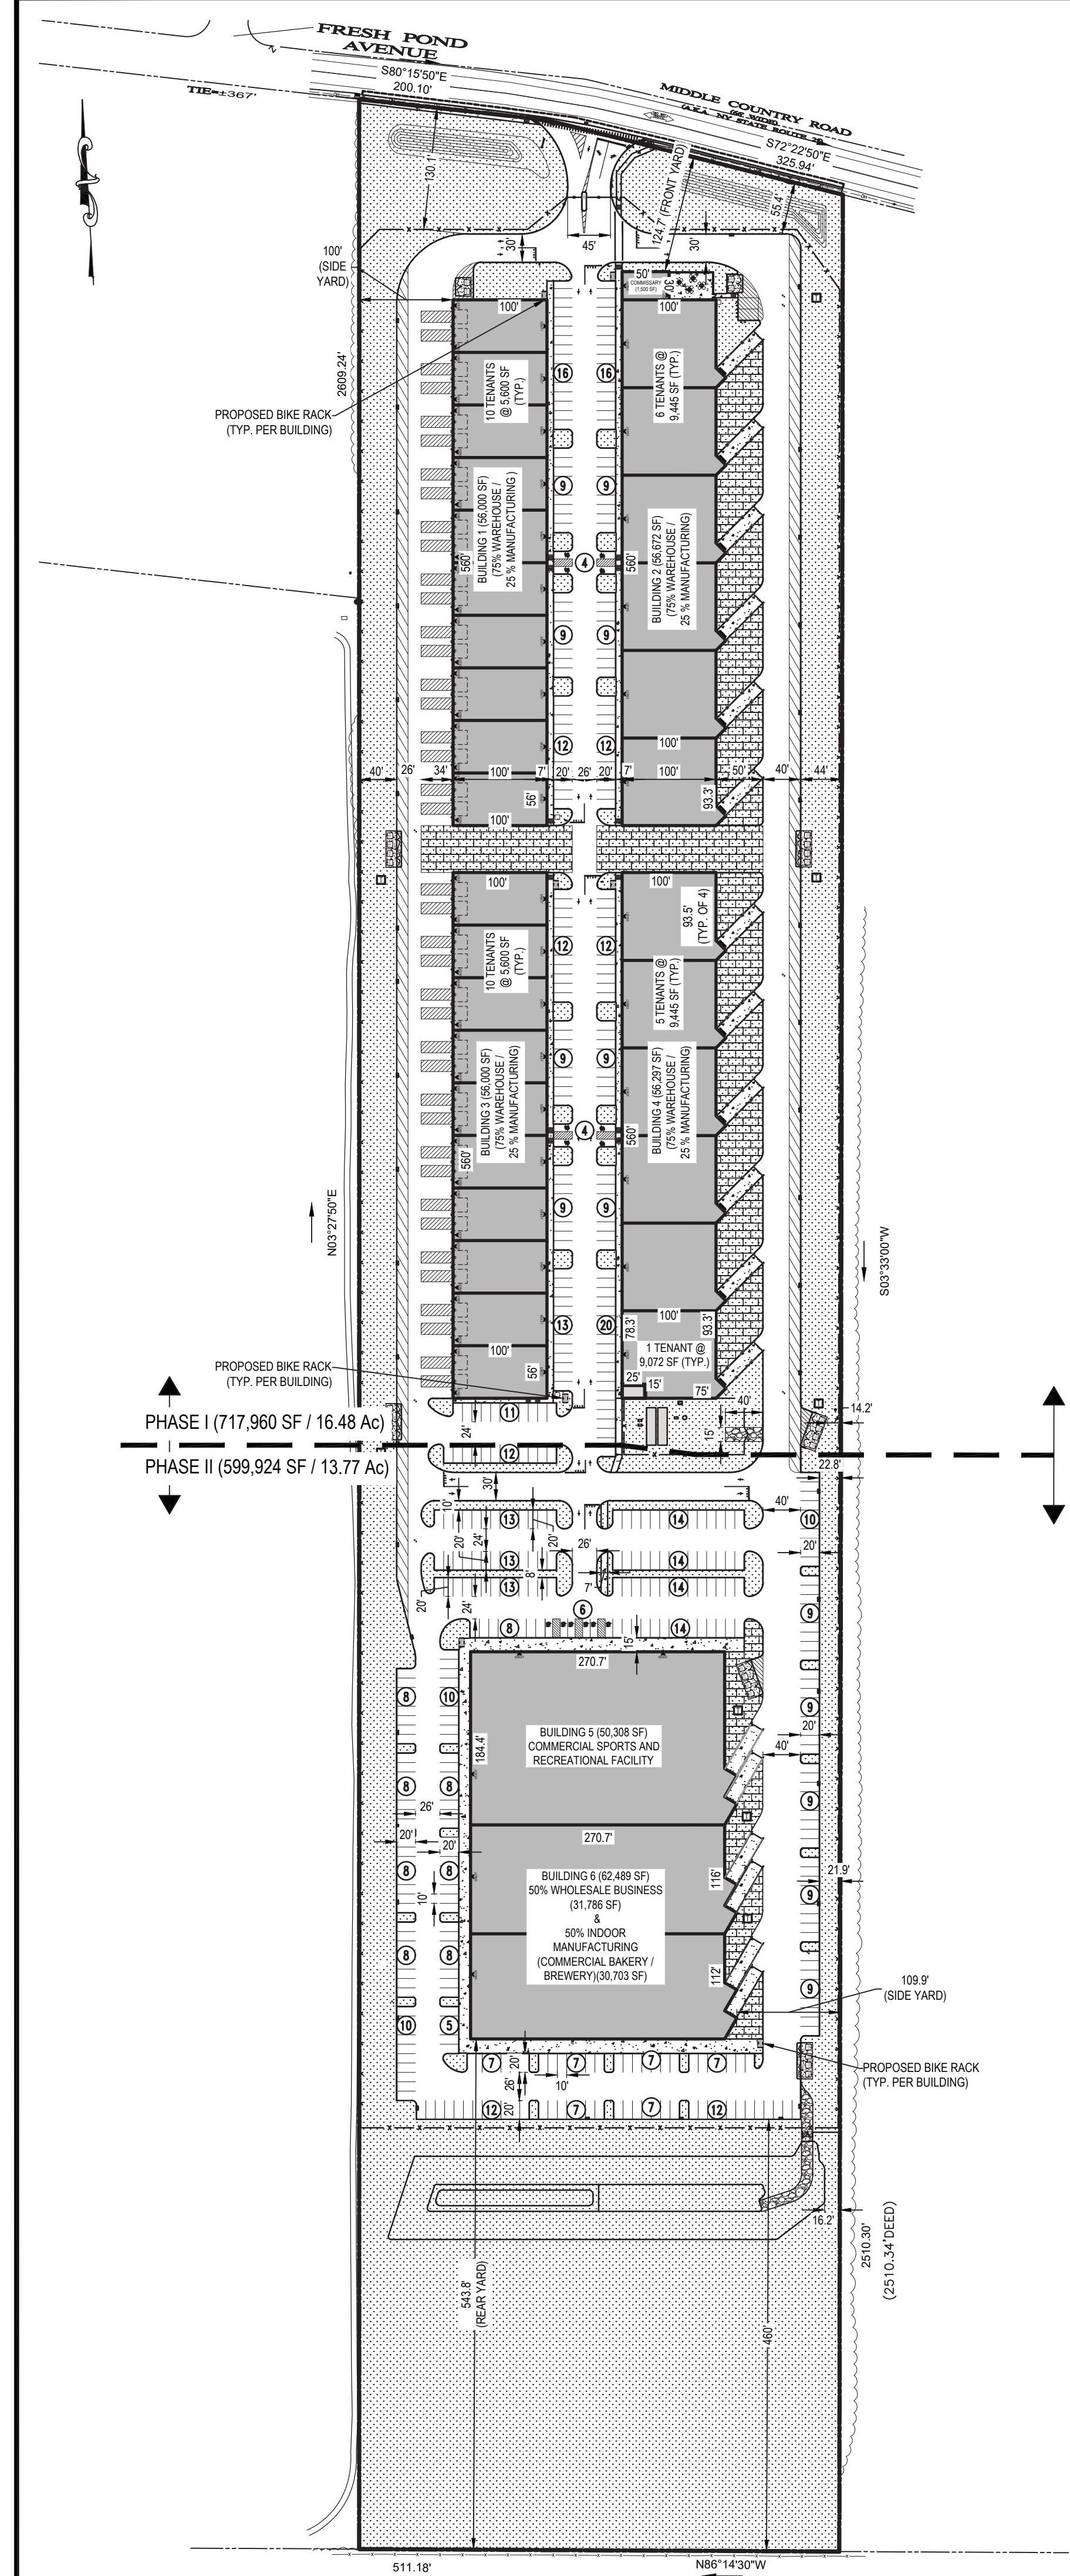 FRESH POND
AVENUE
S80°15'50"E
200.10'
TIE=±367'
MIDDLE COUNTRY ROAD
(A.K.A. NY STATE ROUTE 25)
S72°22'50"E
325.94'
130.1'
124.7' (FRONT YARD)
55.4'
30'
45'
30'
100'
(SIDE
YARD)
50'
COMMISSARY
(1,500 SF)
30'
100'
100'
2609.24'
16
16
10 TENANTS
@ 5,600 SF
(TYP.)
6 TENANTS @
9,445 SF (TYP.)
PROPOSED BIKE RACK
(TYP. PER BUILDING)
9
9
BUILDING 1 (56,000 SF)
(75% WAREHOUSE /
25 % MANUFACTURING )
560'
4
560'
BUILDING 2 (56,672 SF)
(75% WAREHOUSE /
25 % MANUFACTURING)
9
9
12
12
100'
40'
26'
34'
100'
7'
20'
26'
20'
7'
100'
50'
40'
44'
56'
93.3'
100'
100'
100'
93.5'
(TYP. OF 4)
12
12
10 TENANTS
@ 5,600 SF
(TYP.)
5 TENANTS @
9,445 SF (TYP.)
9
9
BUILDING 3 (56,000 SF)
(75% WAREHOUSE /
25 % MANUFACTURING)
BUILDING 4 (56,297 SF)
(75% WAREHOUSE /
25 % MANUFACTURING)
4
560'
560'
9
9
N03°27'50"E
S03°33'00"W
100'
13
20
78.3'
93.3'
1 TENANT @
9,072 SF (TYP.)
100'
PROPOSED BIKE RACK
(TYP. PER BUILDING)
56'
25'
15'
75'
40'
11
14.2'
PHASE I (717,960 SF / 16.48 Ac)
24'
15'
12
PHASE II (599,924 SF / 13.77 Ac)
22.8'
30'
10'
40'
13
14
10
20'
24'
20'
26'
20'
13
14
8'
13
14
7'
20'
24'
9
6
8
14
15'
270.7'
8
10
9
20'
184.4'
BUILDING 5 (50,308 SF)
COMMERCIAL SPORTS AND
RECREATIONAL FACILITY
40'
8
8
9
26'
20'
20'
270.7'
8
8
21.9'
116'
10'
BUILDING 6 (62,489 SF)
50% WHOLESALE BUSINESS
(31,786 SF)
&
50% INDOOR
MANUFACTURING
(COMMERCIAL BAKERY /
BREWERY)(30,703 SF)
9
8
8
112'
9
109.9'
(SIDE YARD)
10
5
7
20'
7
7
7
PROPOSED BIKE RACK
(TYP. PER BUILDING)
26'
10'
12
20'
7
7
12
16.2'
2510.30'
(2510.34'DEED)
543.8'
(REAR YARD)
460'
511.18'
N86°14'30"W